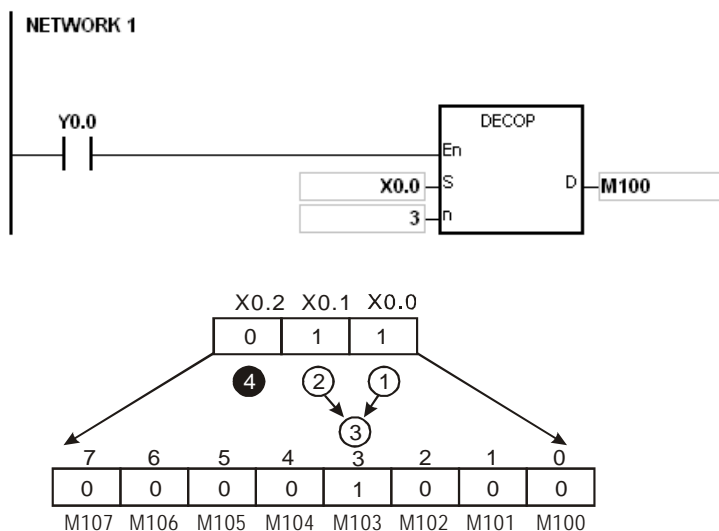 NETWORK 1
Y0.0
DECOP
En
X0.0 S D M100
3 n
X0.2 X0.1 X0.0
0 1 1
4 2 1
3
7 6 5 4 3 2 1 0
0 0 0 0 1 0 0 0
M107 M106 M105 M104 M103 M102 M101 M100